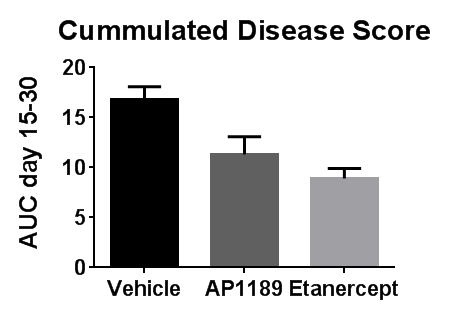 Cummulated Disease Score
AUC day 15-30
20
15
10
5
0
Vehicle AP1189 Etanercept